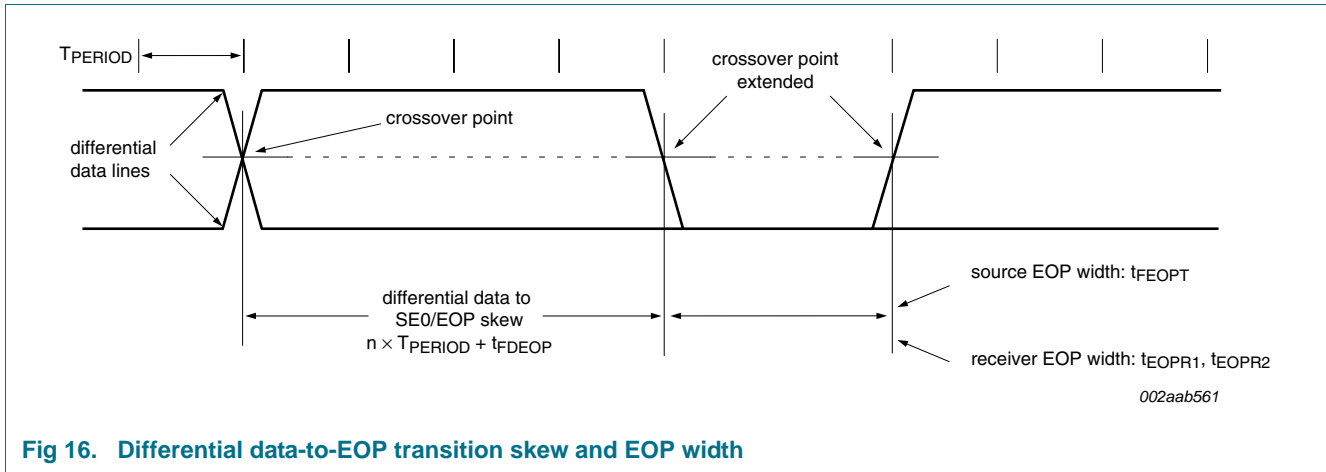 TPERIOD
crossover point
extended
crossover point
differential
data lines
source EOP width: tFEOPT
differential data to
SE0/EOP skew
n × TPERIOD + tFDEOP
receiver EOP width: tEOPR1, tEOPR2
002aab561
Fig 16. Differential data-to-EOP transition skew and EOP width